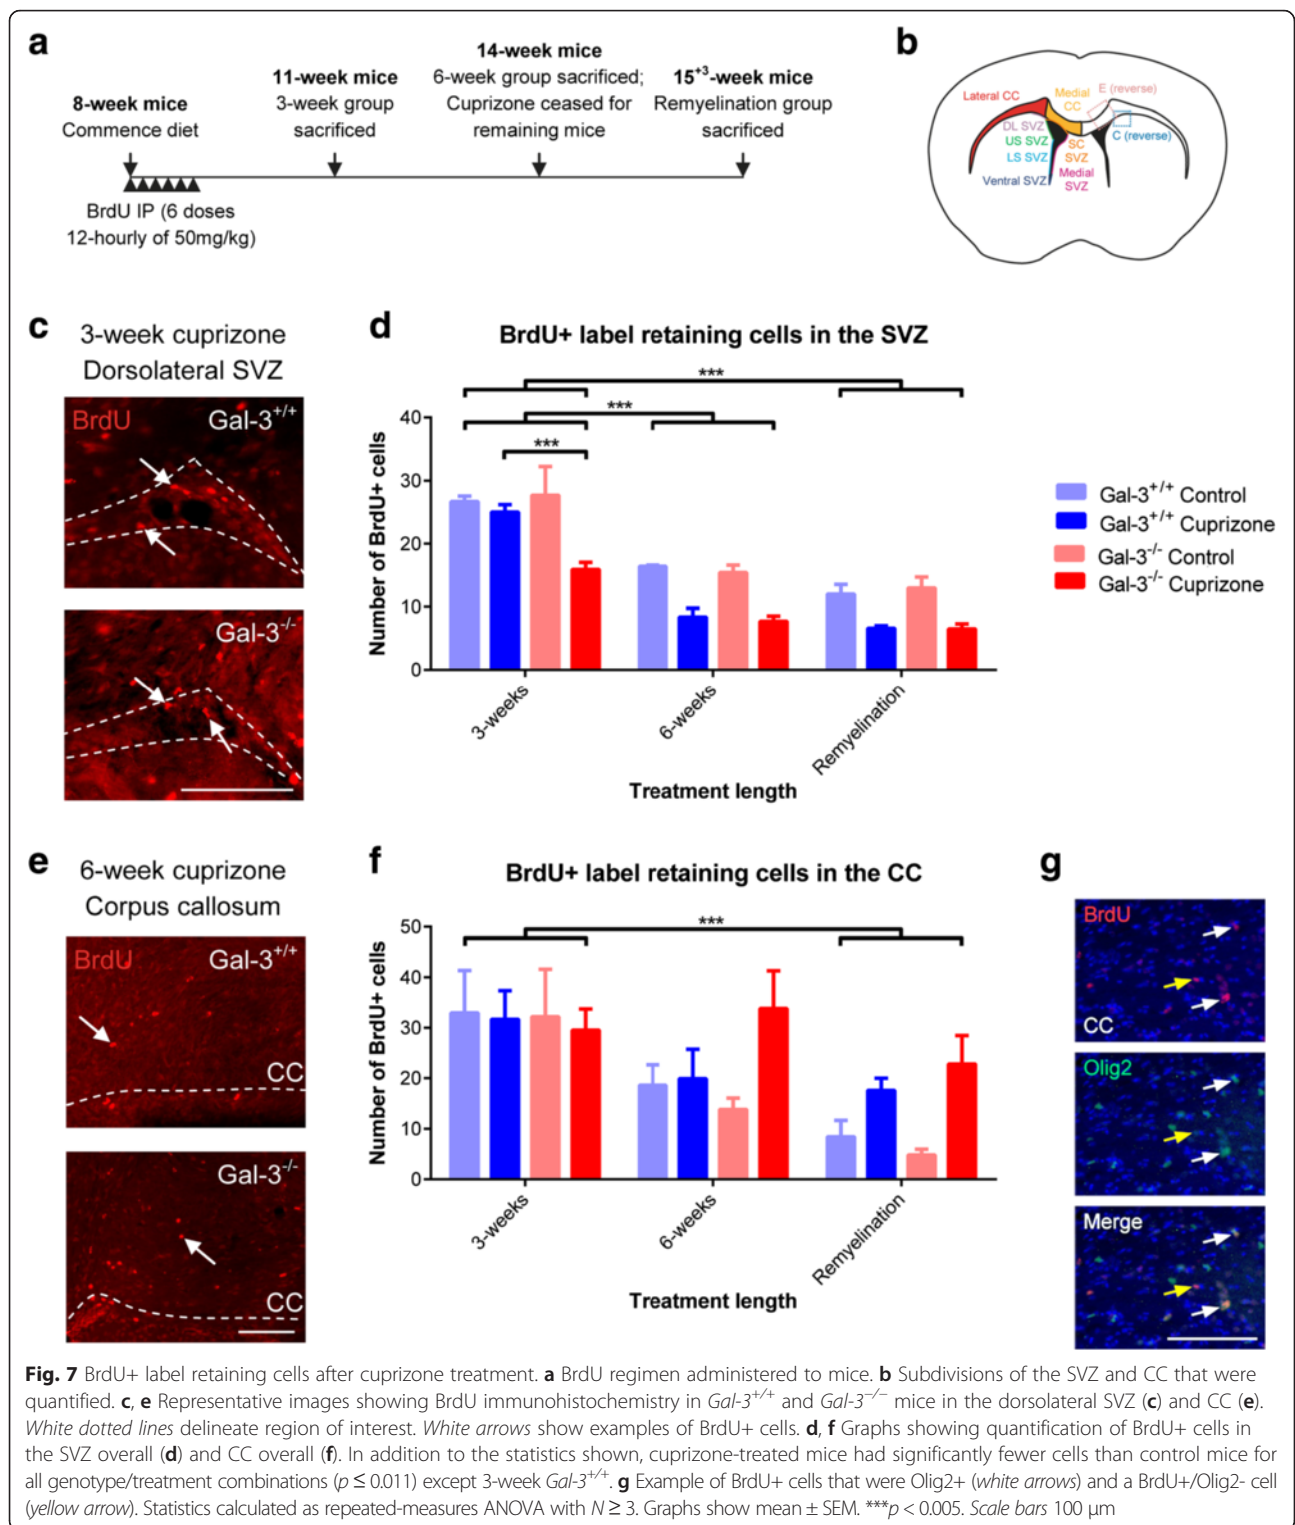 a
8-week mice
Commence diet
11-week mice
3-week group
sacrificed
14-week mice
6-week group sacrificed;
Cuprizone ceased for
remaining mice
15+3-week mice
Remyelination group
sacrificed
BrdU IP (6 doses
12-hourly of 50mg/kg)
b
Lateral CC
Medial
CC
E (reverse)
C (reverse)
DL SVZ
US SVZ
LS SVZ
Ventral SVZ
SC
SVZ
Medial
SVZ
c
3-week cuprizone
Dorsolateral SVZ
BrdU Gal-3+/+
Gal-3-/-
d
BrdU+ label retaining cells in the SVZ
***
***
***
Number of BrdU+ cells
40
30
20
10
0
3-weeks
6-weeks
Remyelination
Treatment length
Gal-3+/+ Control
Gal-3+/+ Cuprizone
Gal-3-/- Control
Gal-3-/- Cuprizone
e
6-week cuprizone
Corpus callosum
BrdU Gal-3+/+
CC
Gal-3-/-
CC
f
BrdU+ label retaining cells in the CC
***
Number of BrdU+ cells
50
40
30
20
10
0
3-weeks
6-weeks
Remyelination
Treatment length
g
BrdU
CC
Olig2
Merge
Fig. 7 BrdU+ label retaining cells after cuprizone treatment. a BrdU regimen administered to mice. b Subdivisions of the SVZ and CC that were
quantified. c, e Representative images showing BrdU immunohistochemistry in Gal-3+/+ and Gal-3−/− mice in the dorsolateral SVZ (c) and CC (e).
White dotted lines delineate region of interest. White arrows show examples of BrdU+ cells. d, f Graphs showing quantification of BrdU+ cells in
the SVZ overall (d) and CC overall (f). In addition to the statistics shown, cuprizone-treated mice had significantly fewer cells than control mice for
all genotype/treatment combinations (p ≤ 0.011) except 3-week Gal-3+/+. g Example of BrdU+ cells that were Olig2+ (white arrows) and a BrdU+/Olig2- cell
(yellow arrow). Statistics calculated as repeated-measures ANOVA with N ≥ 3. Graphs show mean ± SEM. ***p < 0.005. Scale bars 100 μm